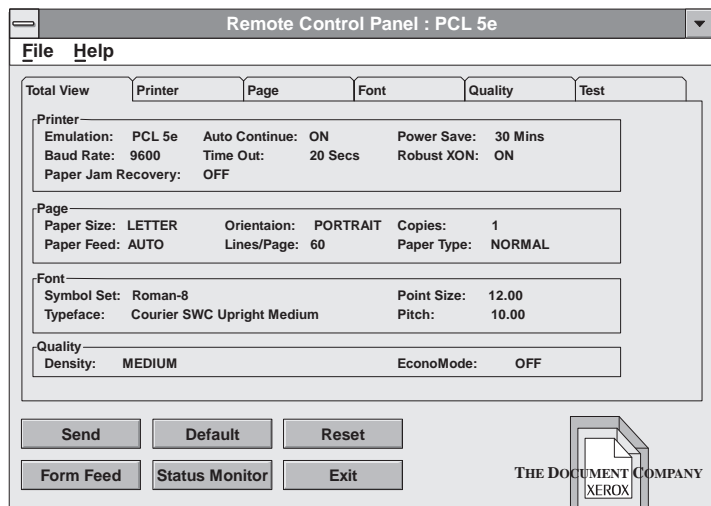 Remote Control Panel : PCL 5e
File Help
Total View Printer Page Font Quality Test
Printer
Emulation: PCL 5e Auto Continue: ON Power Save: 30 Mins
Baud Rate: 9600 Time Out: 20 Secs Robust XON: ON
Paper Jam Recovery: OFF
Page
Paper Size: LETTER Orientaion: PORTRAIT Copies: 1
Paper Feed: AUTO Lines/Page: 60 Paper Type: NORMAL
Font
Symbol Set: Roman-8 Point Size: 12.00
Typeface: Courier SWC Upright Medium Pitch: 10.00
Quality
Density: MEDIUM EconoMode: OFF
Send Default Reset
Form Feed Status Monitor Exit
THE DOCUMENT COMPANY
XEROX